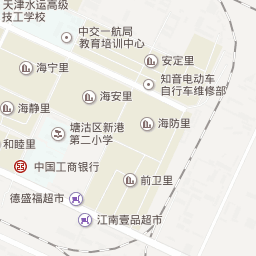 天津水运高级
技工学校
中交一航局
教育培训中心
安定里
海宁里
知音电动车
自行车维修部
海安里
海静里
海防里
塘沽区新港
第二小学
和睦里
中国工商银行
前卫里
德盛福超市
江南壹品超市